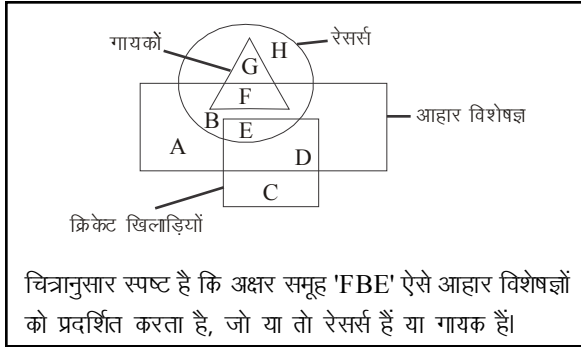 गायकों
रेसर्स
H
G
F
B
E
आहार विशेषज्ञ
A
D
C
क्रिकेट खिलाड़ियों
चित्रानुसार स्पष्ट है कि अक्षर समूह 'FBE' ऐसे आहार विशेषज्ञों
को प्रदर्शित करता है, जो या तो रेसर्स हैं या गायक हैं।